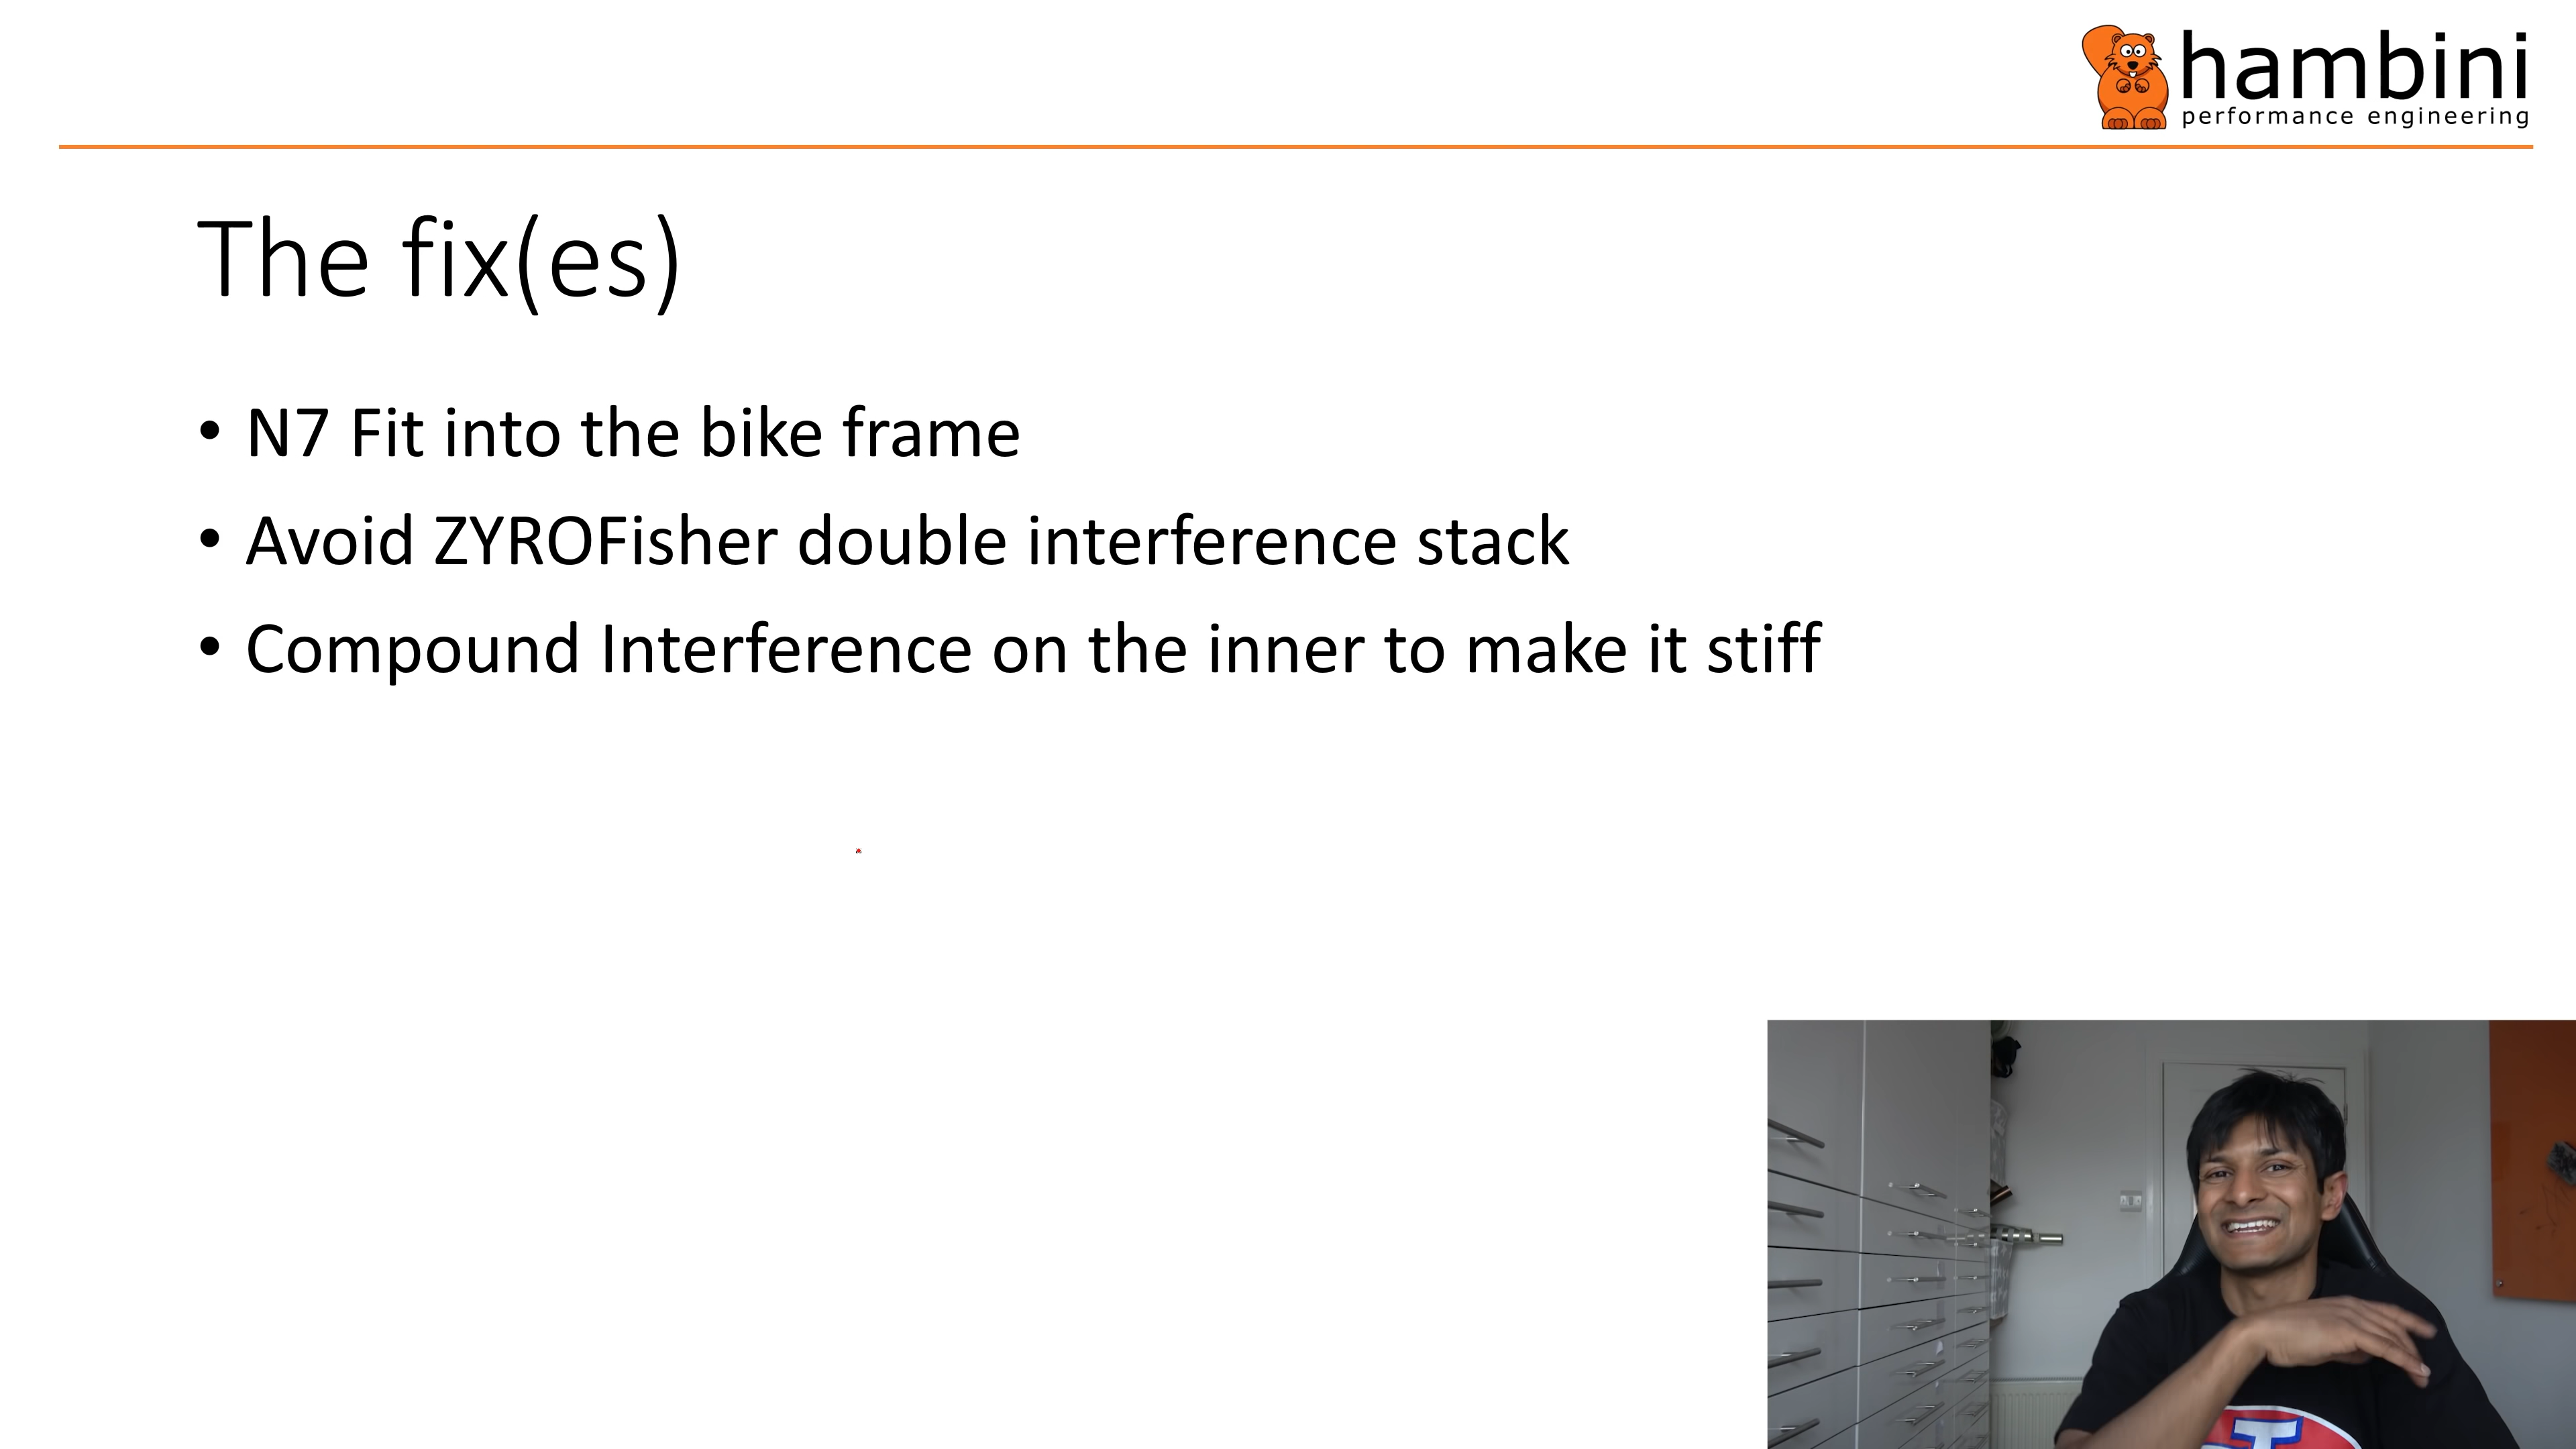 hambini
performance engineering
The fix(es)
• N7 Fit into the bike frame
• Avoid ZYROFisher double interference stack
• Compound Interference on the inner to make it stiff